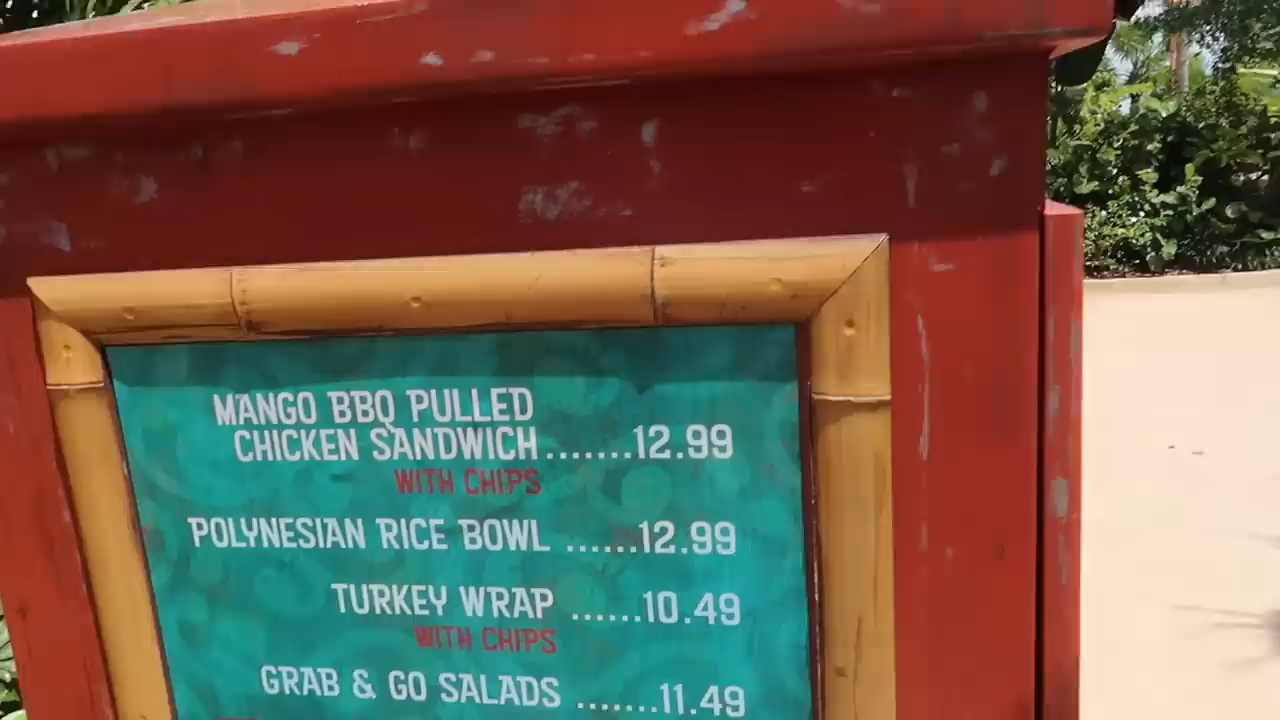 MANGO BBQ PULLED
CHICKEN SANDWICH.......12.99
WITH CHIPS
POLYNESIAN RICE BOWL ......12.99
TURKEY WRAP ......10.49
WITH CHIPS
GRAB & GO SALADS .......11.49